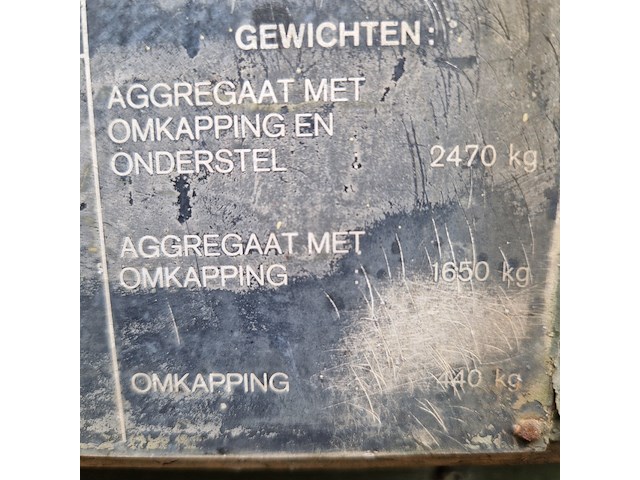 GEWICHTEN:
AGGREGAAT MET
OMKAPPING EN
ONDERSTEL : 2470 kg
AGGREGAAT MET
OMKAPPING : 1650 kg
OMKAPPING : 440 kg